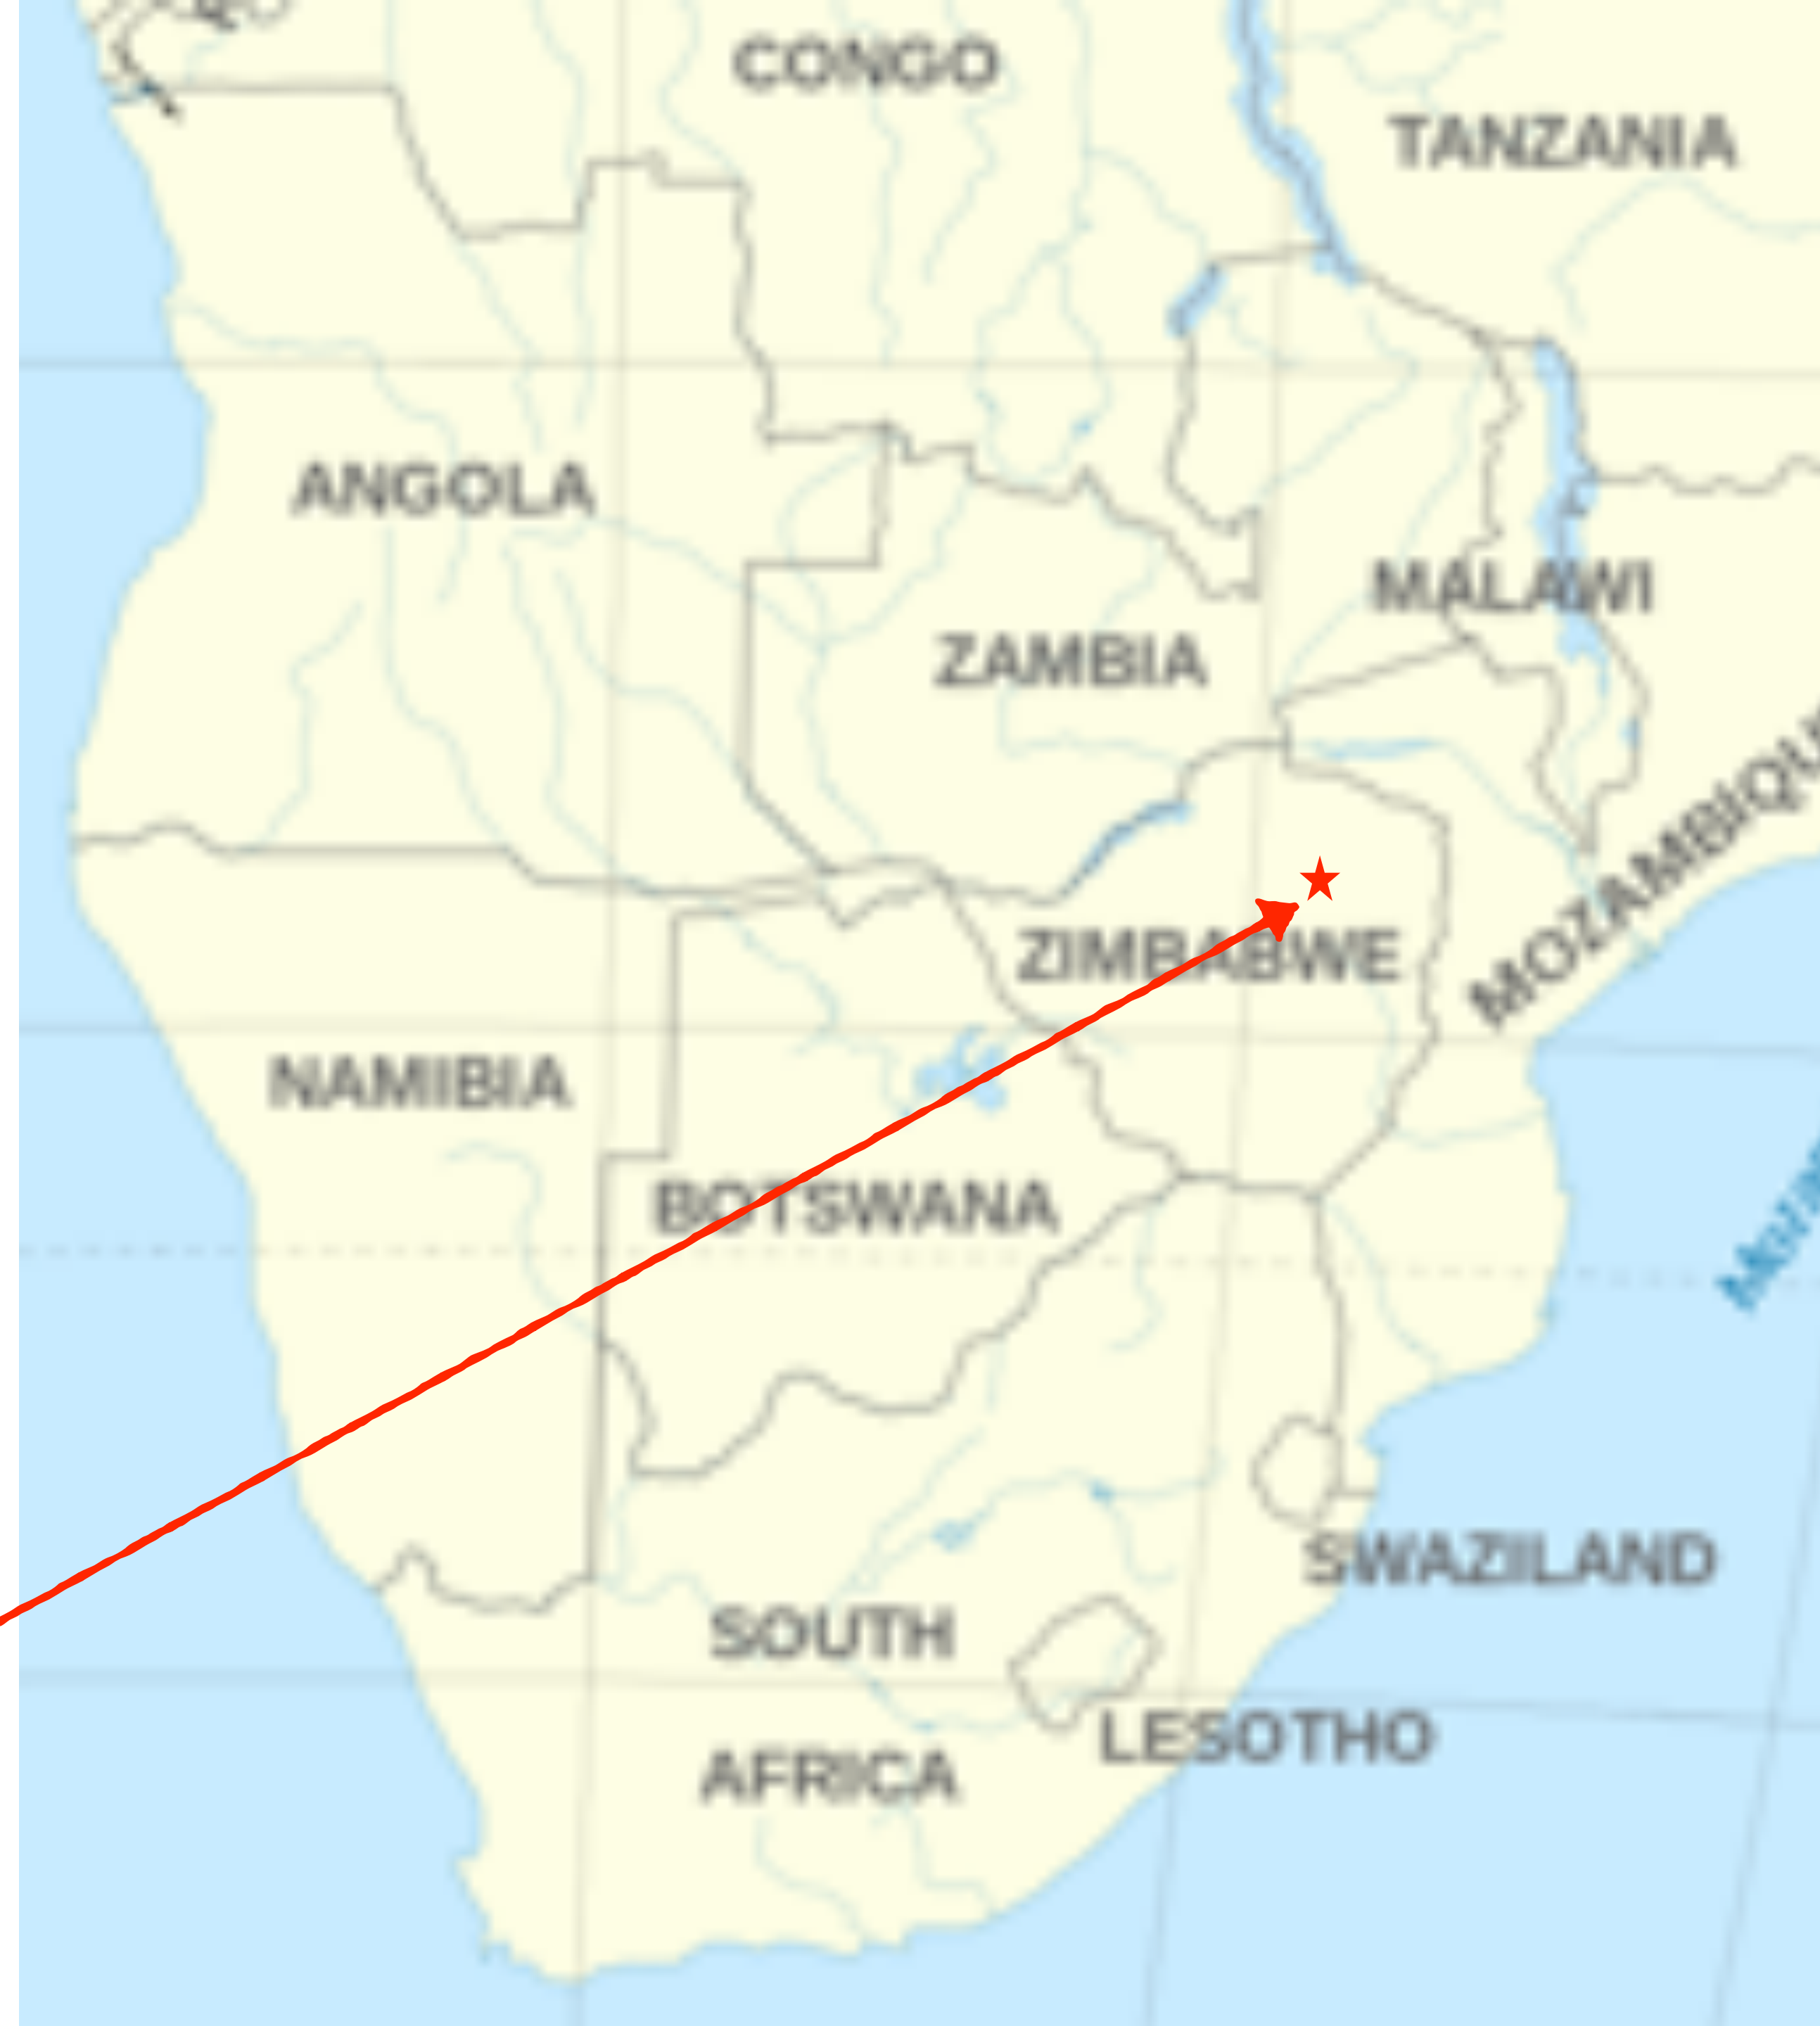 CONGO
TANZANIA
ANGOLA
MALAWI
ZAMBIA
MOZAMBIQU
ZIMBABWE
NAMIBIA
BOTSWANA
SWAZILAND
SOUTH
LESOTHO
AFRICA